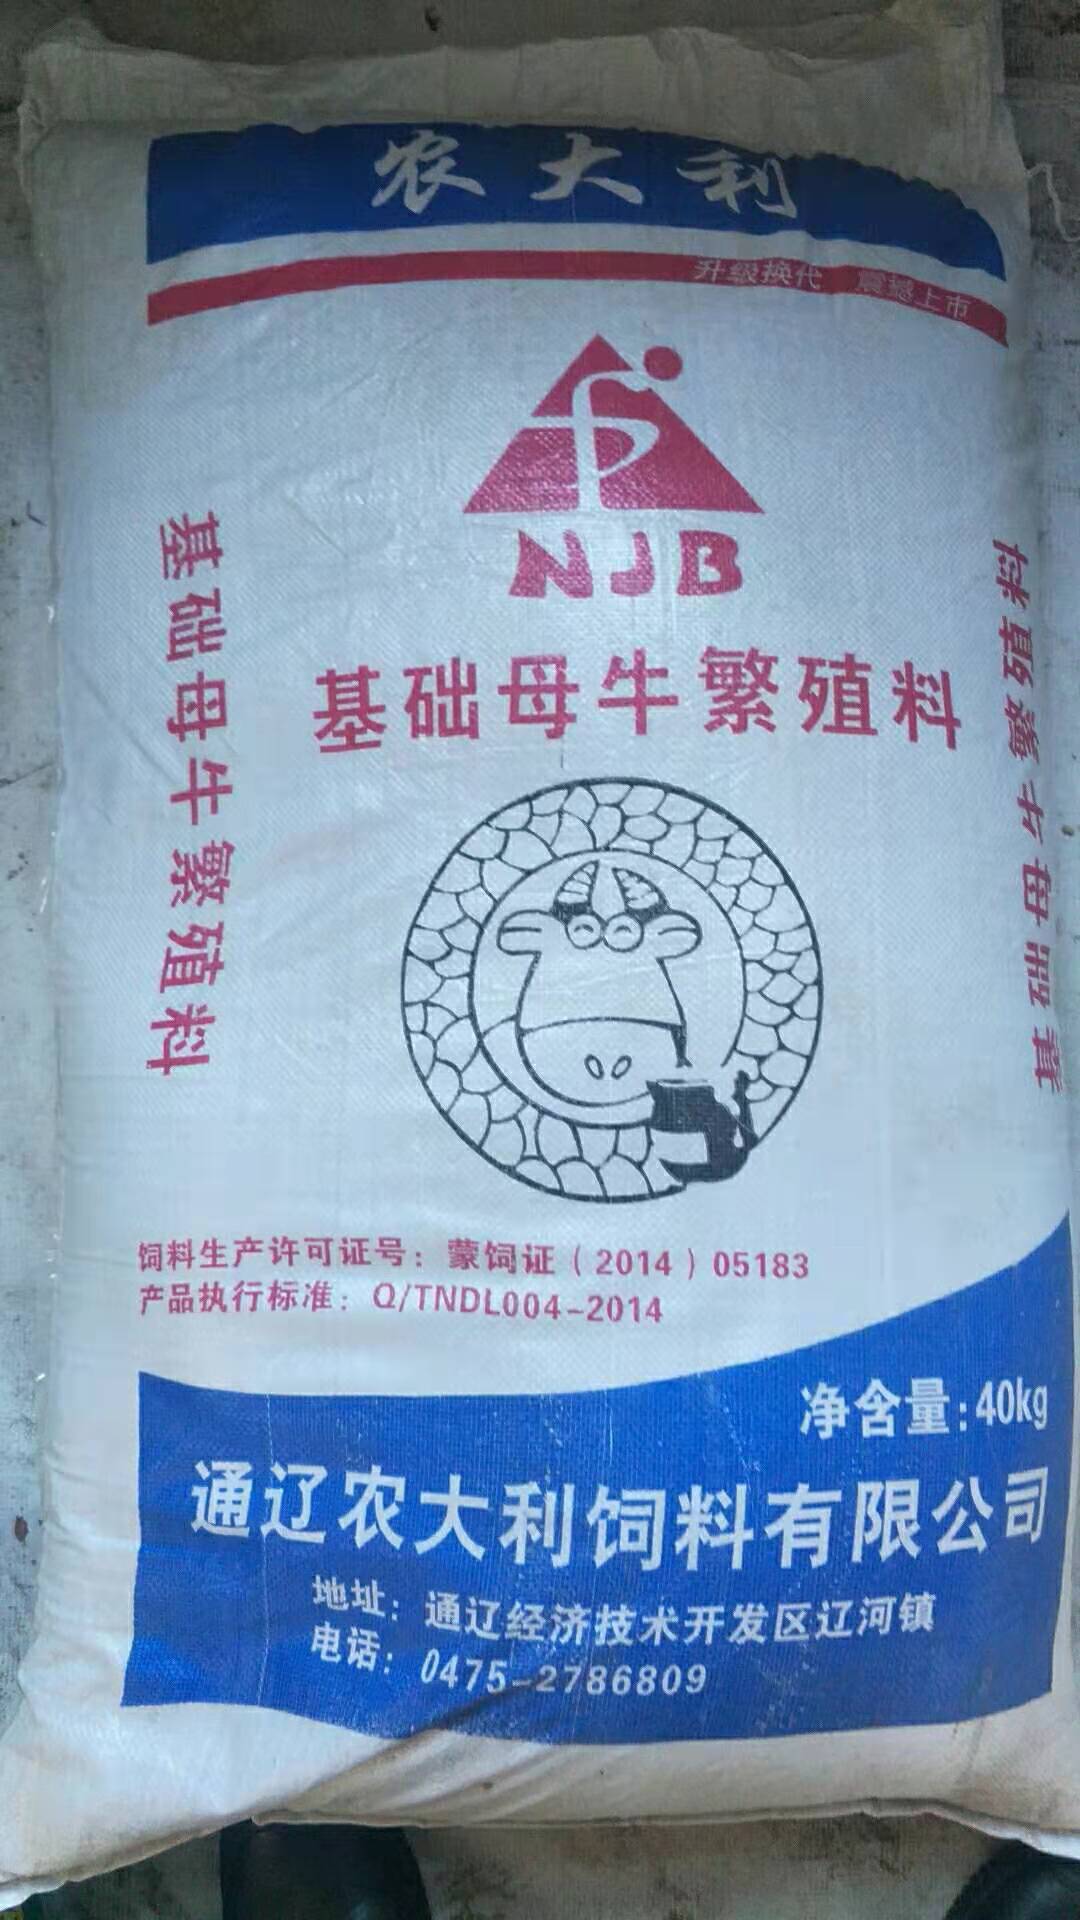 农大利
升级换代 震撼上市
NJB
基础母牛繁殖料
基础母牛繁殖料
基础母牛繁殖料
饲料生产许可证号：蒙饲证（2014）05183
产品执行标准：Q/TNDL004-2014
净含量:40kg
通辽农大利饲料有限公司
地址：通辽经济技术开发区辽河镇
电话：0475-2786809